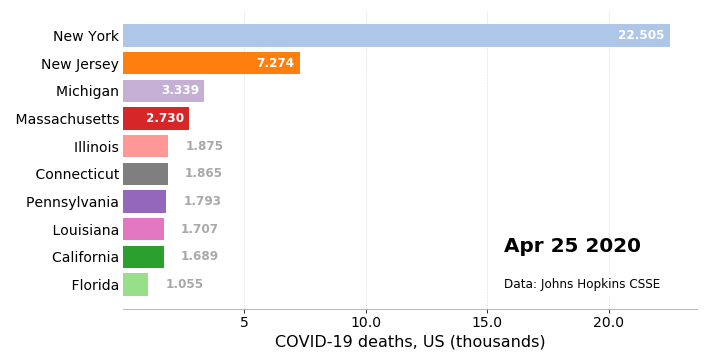 New York 22.505
New Jersey 7.274
Michigan 3.339
Massachusetts 2.730
Illinois 1.875
Connecticut 1.865
Pennsylvania 1.793
Louisiana 1.707
California 1.689
Florida 1.055
Apr 25 2020
Data: Johns Hopkins CSSE
5 10.0 15.0 20.0
COVID-19 deaths, US (thousands)